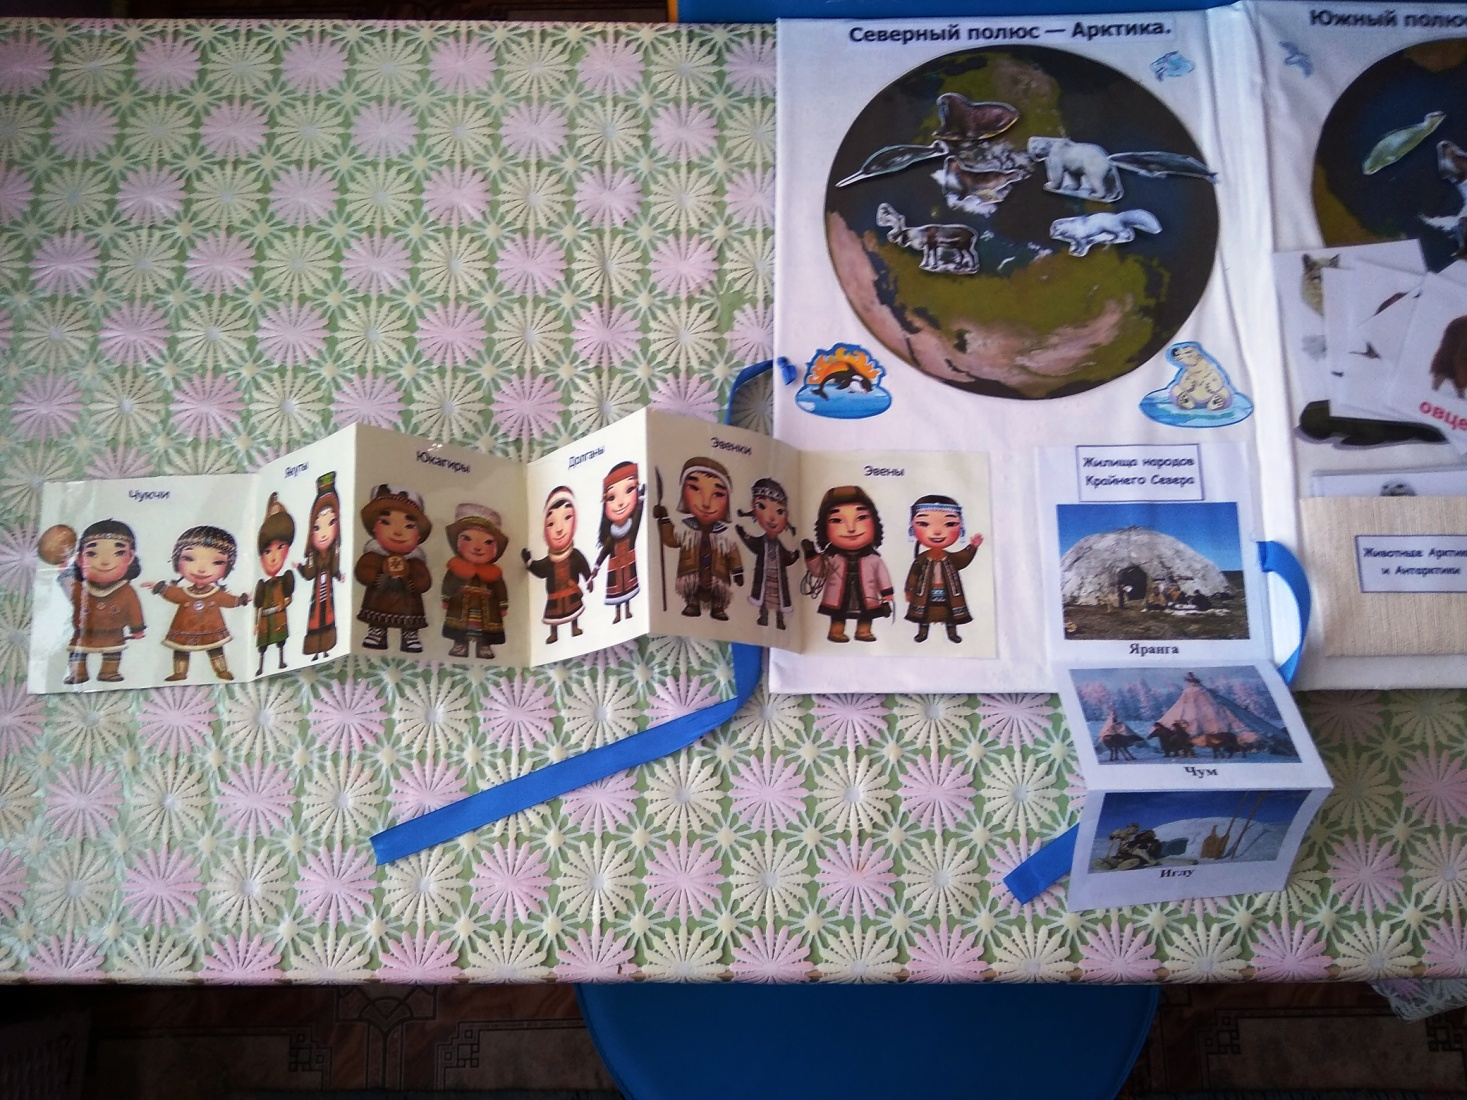 Северный полюс — Арктика.
Южный полюс
Чукчи
Якуты
Юкагиры
Долганы
Эвенки
Эвены
Жилища народов
Крайнего Севера
Яранга
Чум
Иглу
овце
Животные Арктик
и Антарктики